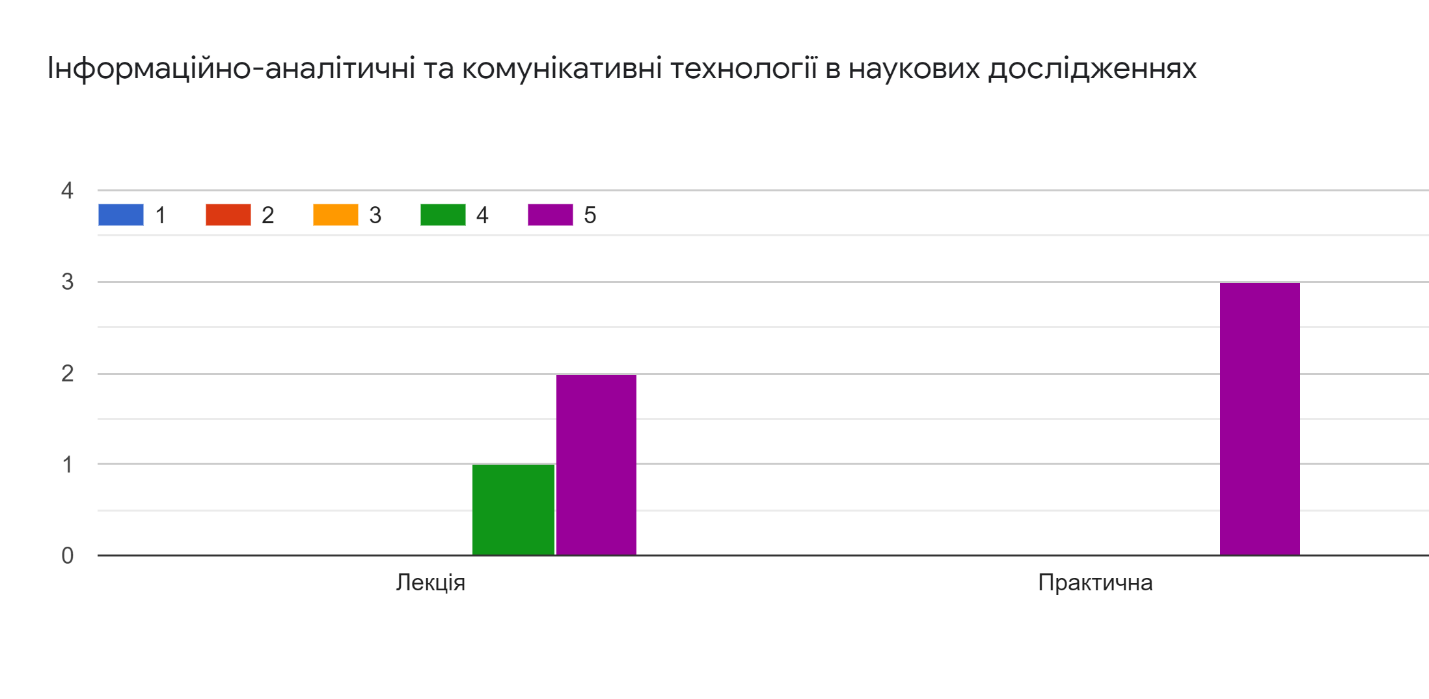 Інформаційно-аналітичні та комунікативні технології в наукових дослідженнях
4
1 2 3 4 5
3
2
1
0
Лекція Практична